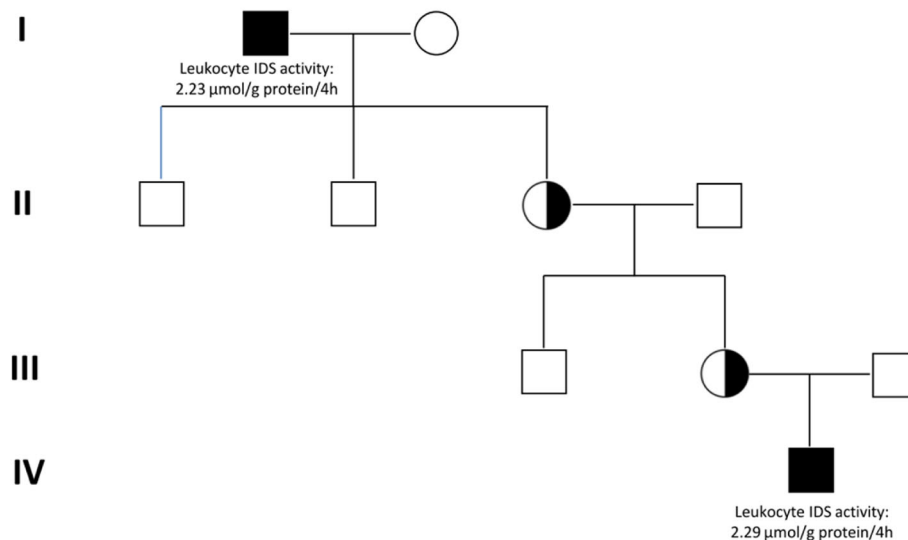 I
Leukocyte IDS activity:
2.23 µmol/g protein/4h
II
III
IV
Leukocyte IDS activity:
2.29 µmol/g protein/4h